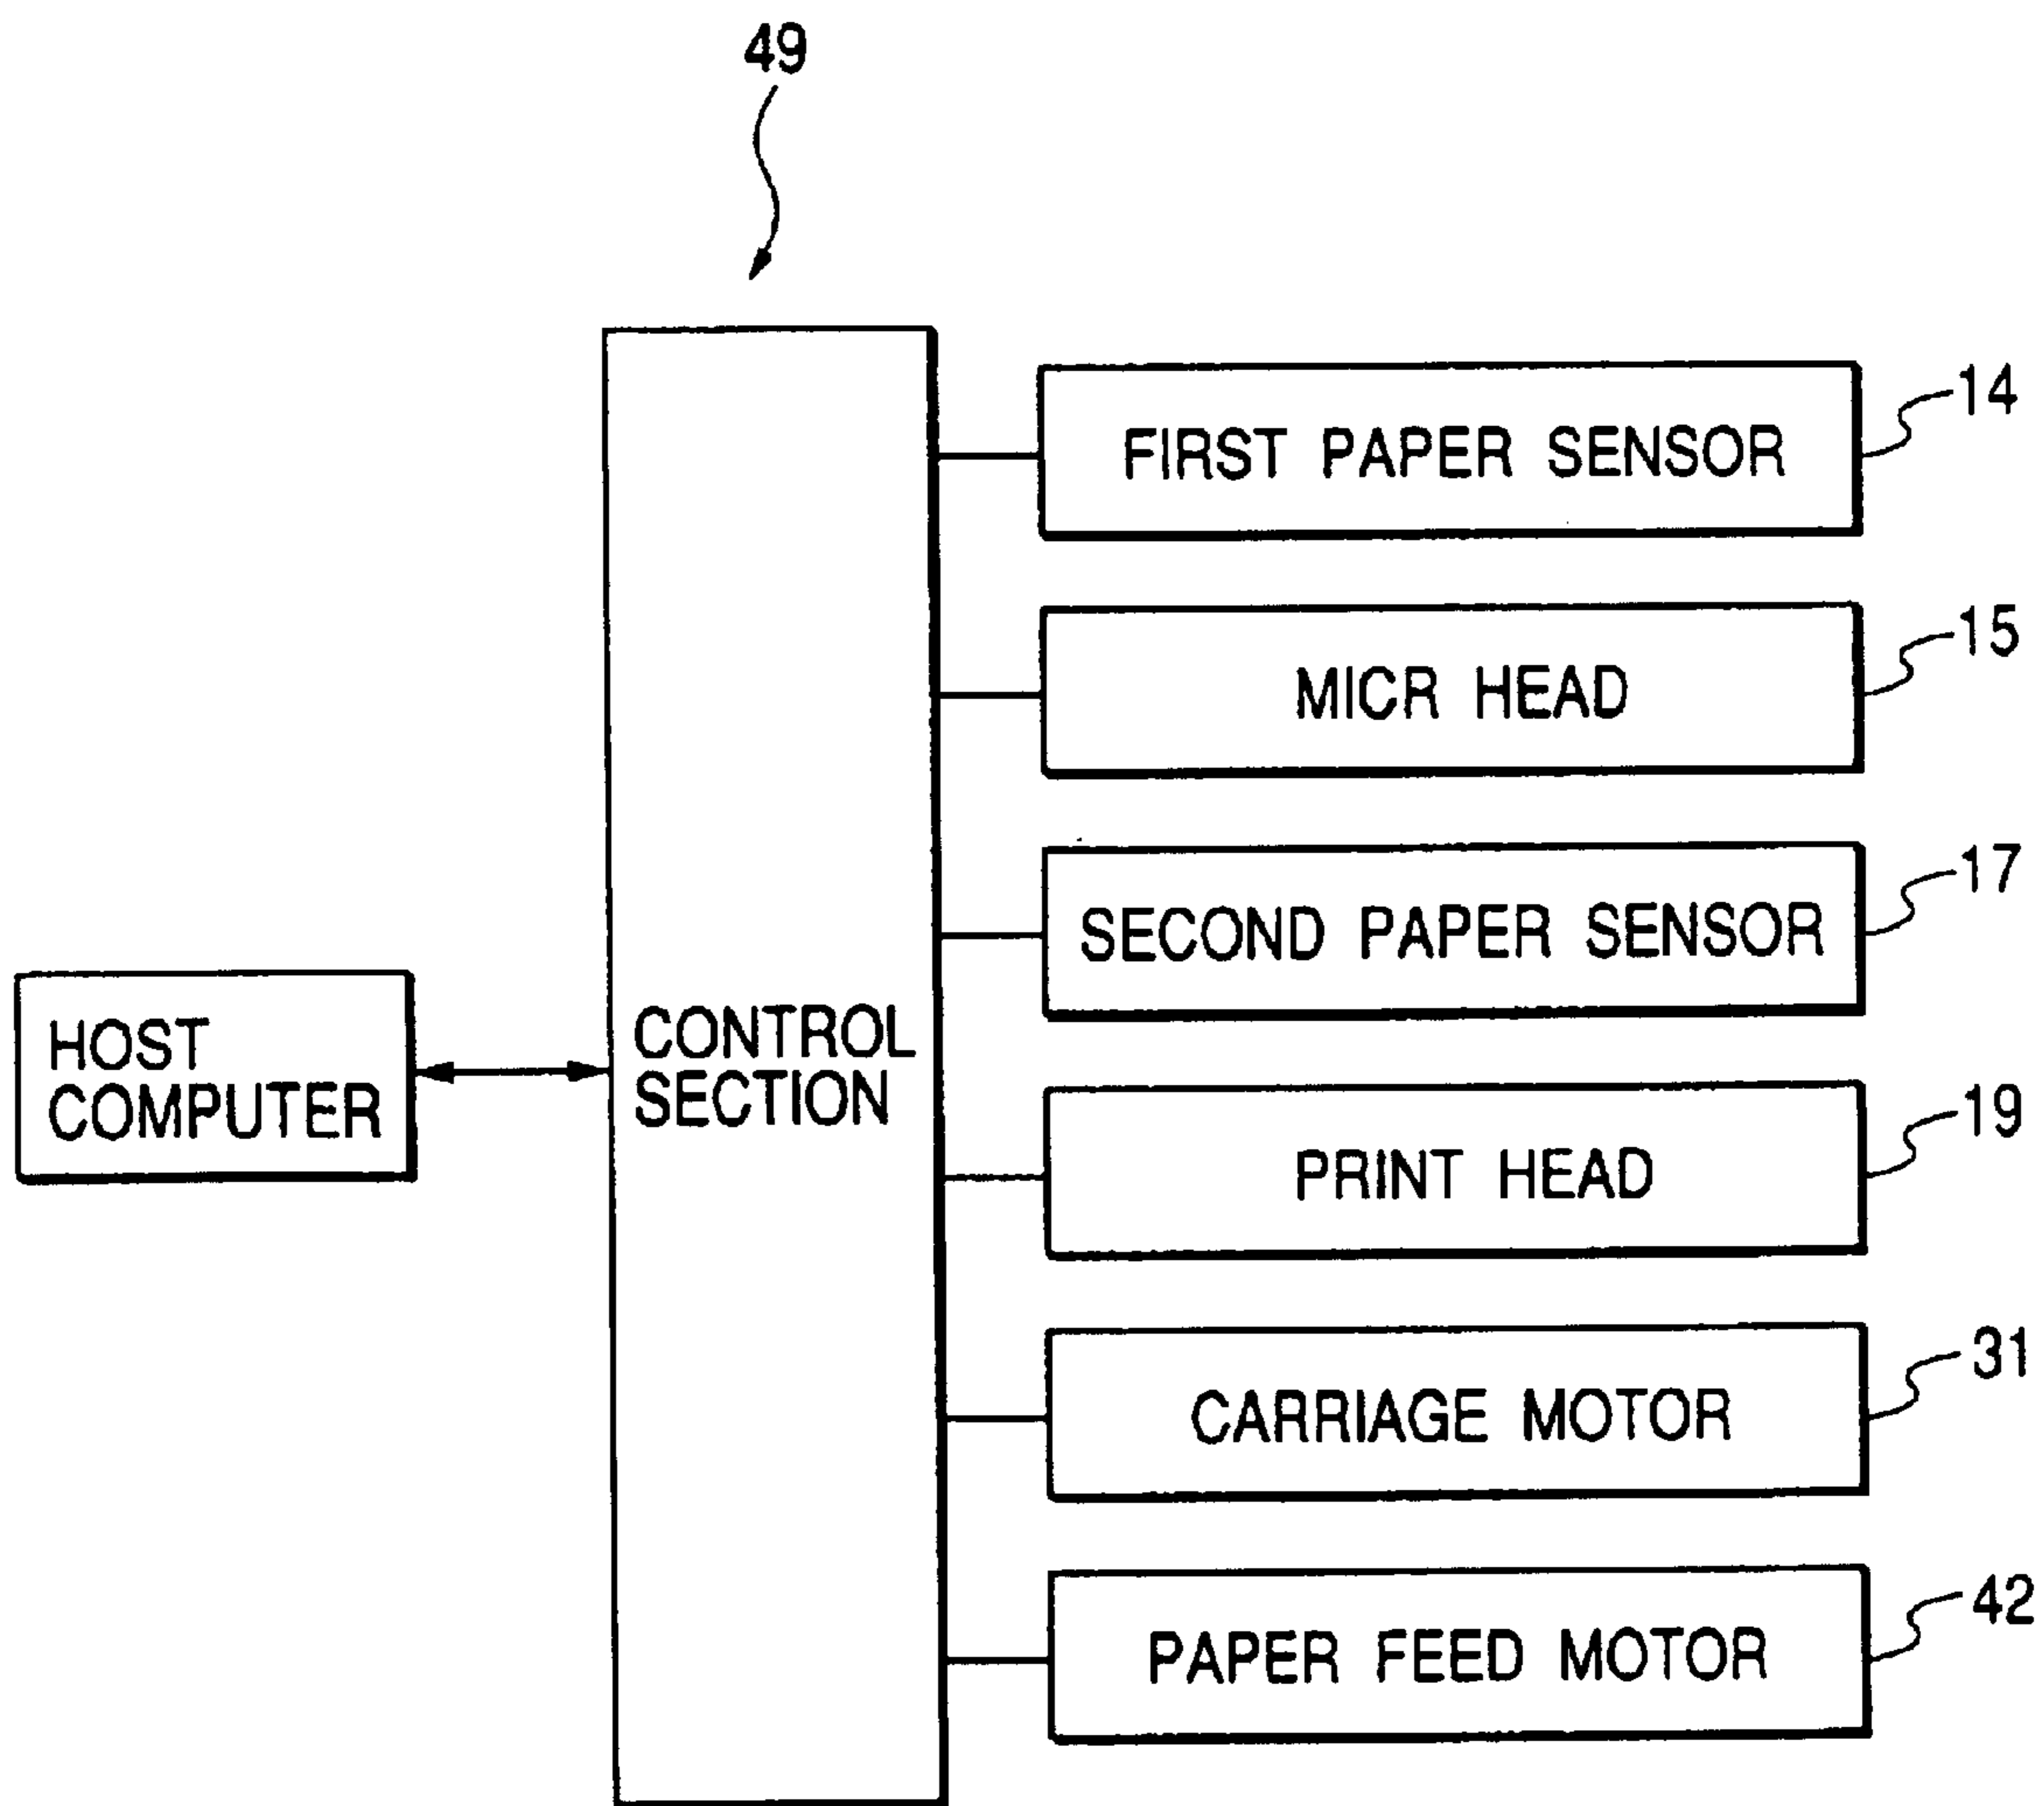 49
FIRST PAPER SENSOR
14
MICR HEAD
15
SECOND PAPER SENSOR
17
HOST
COMPUTER
CONTROL
SECTION
PRINT HEAD
19
CARRIAGE MOTOR
31
PAPER FEED MOTOR
42